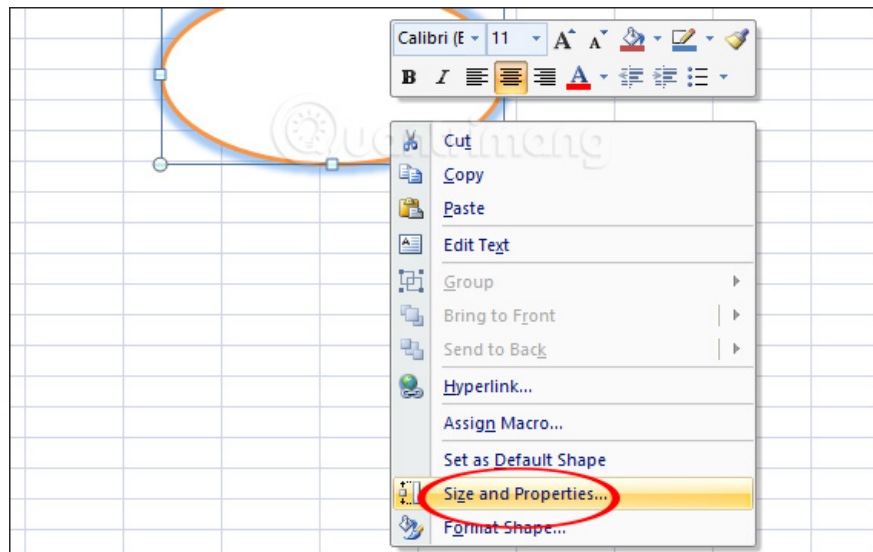 Calibri (E 11 A A
B I A
Quantrimang
Cut
Copy
Paste
Edit Text
Group
Bring to Front
Send to Back
Hyperlink...
Assign Macro...
Set as Default Shape
Size and Properties...
Format Shape...